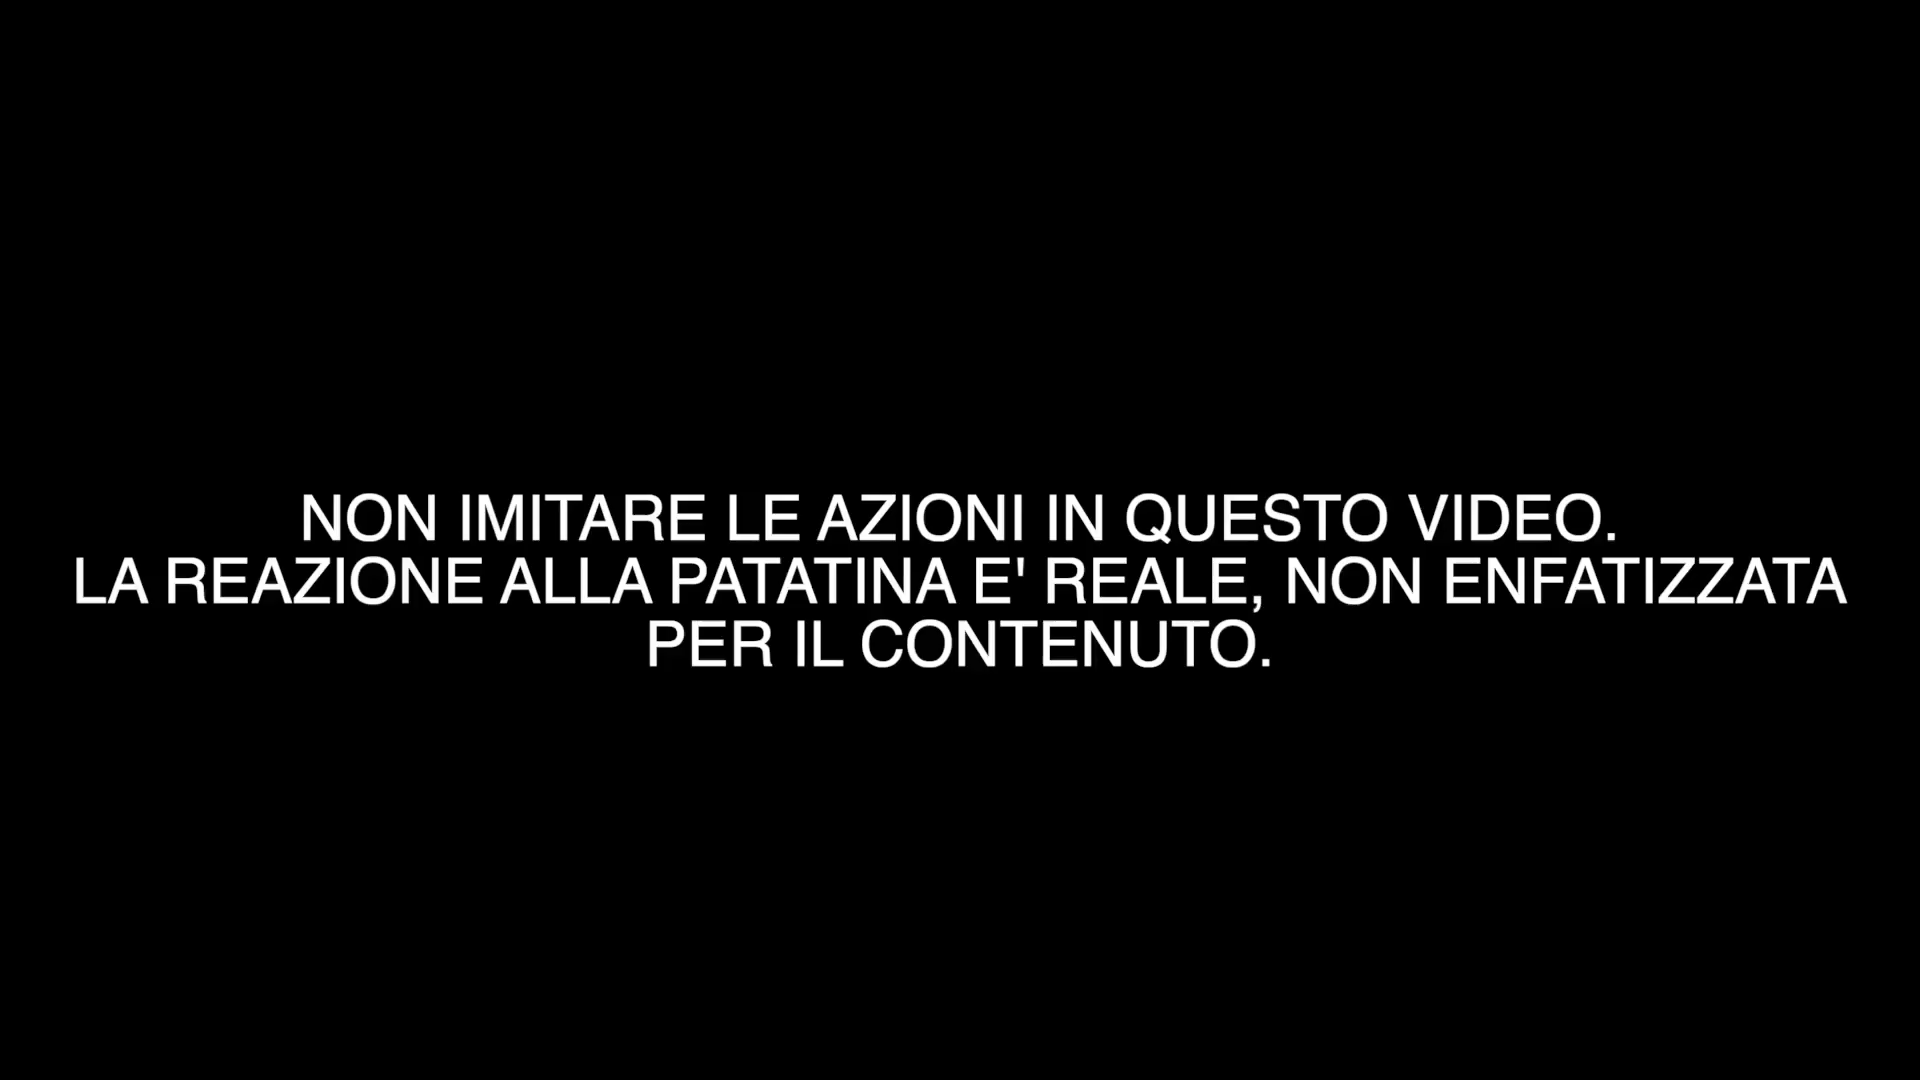 NON IMITARE LE AZIONI IN QUESTO VIDEO.
LA REAZIONE ALLA PATATINA E' REALE, NON ENFATIZZATA
PER IL CONTENUTO.